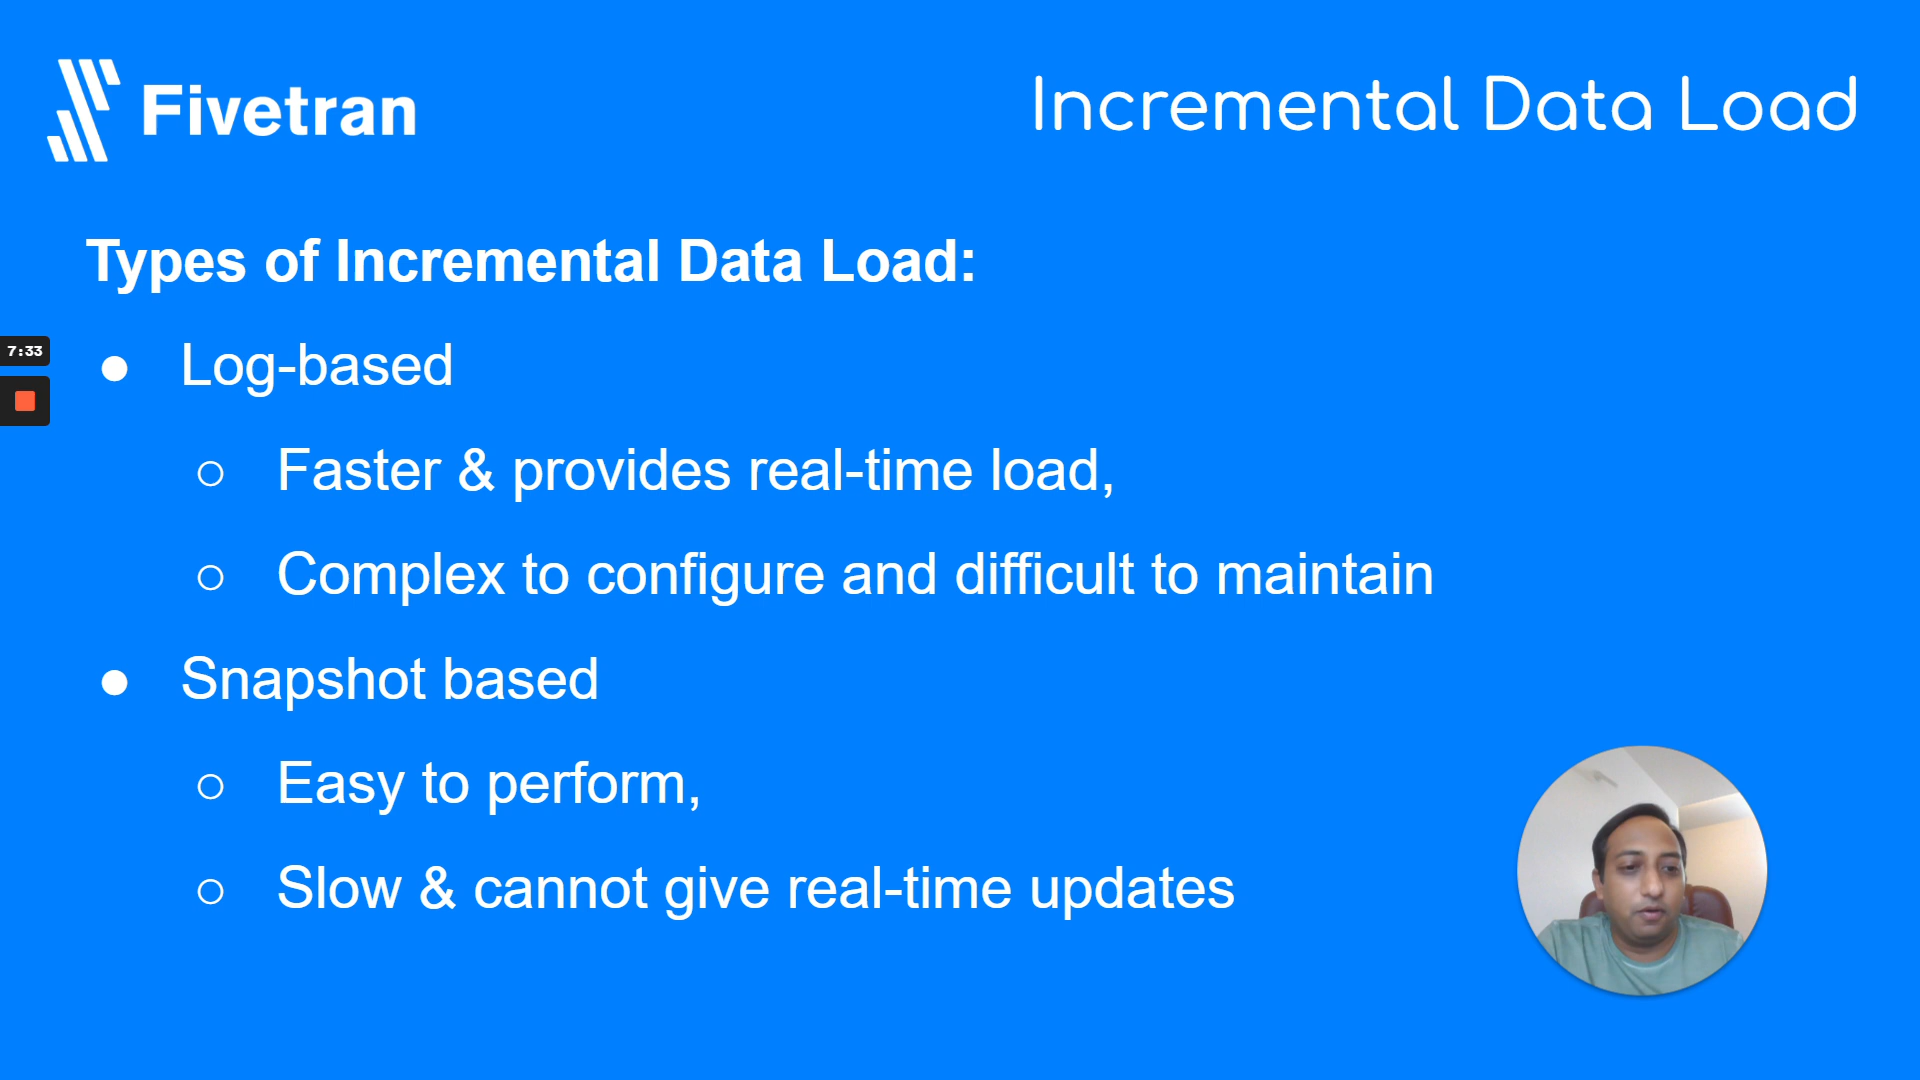 Fivetran
Incremental Data Load
Types of Incremental Data Load:
● Log-based
○ Faster & provides real-time load,
○ Complex to configure and difficult to maintain
● Snapshot based
○ Easy to perform,
○ Slow & cannot give real-time updates
7:33